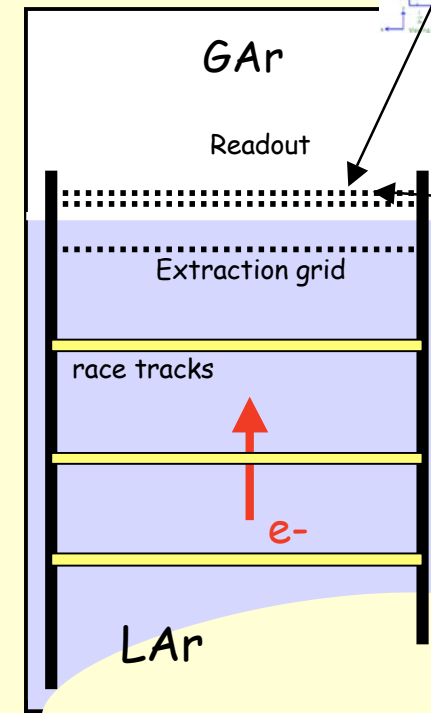 GAr
Readout
Extraction grid
race tracks
e-
LAr